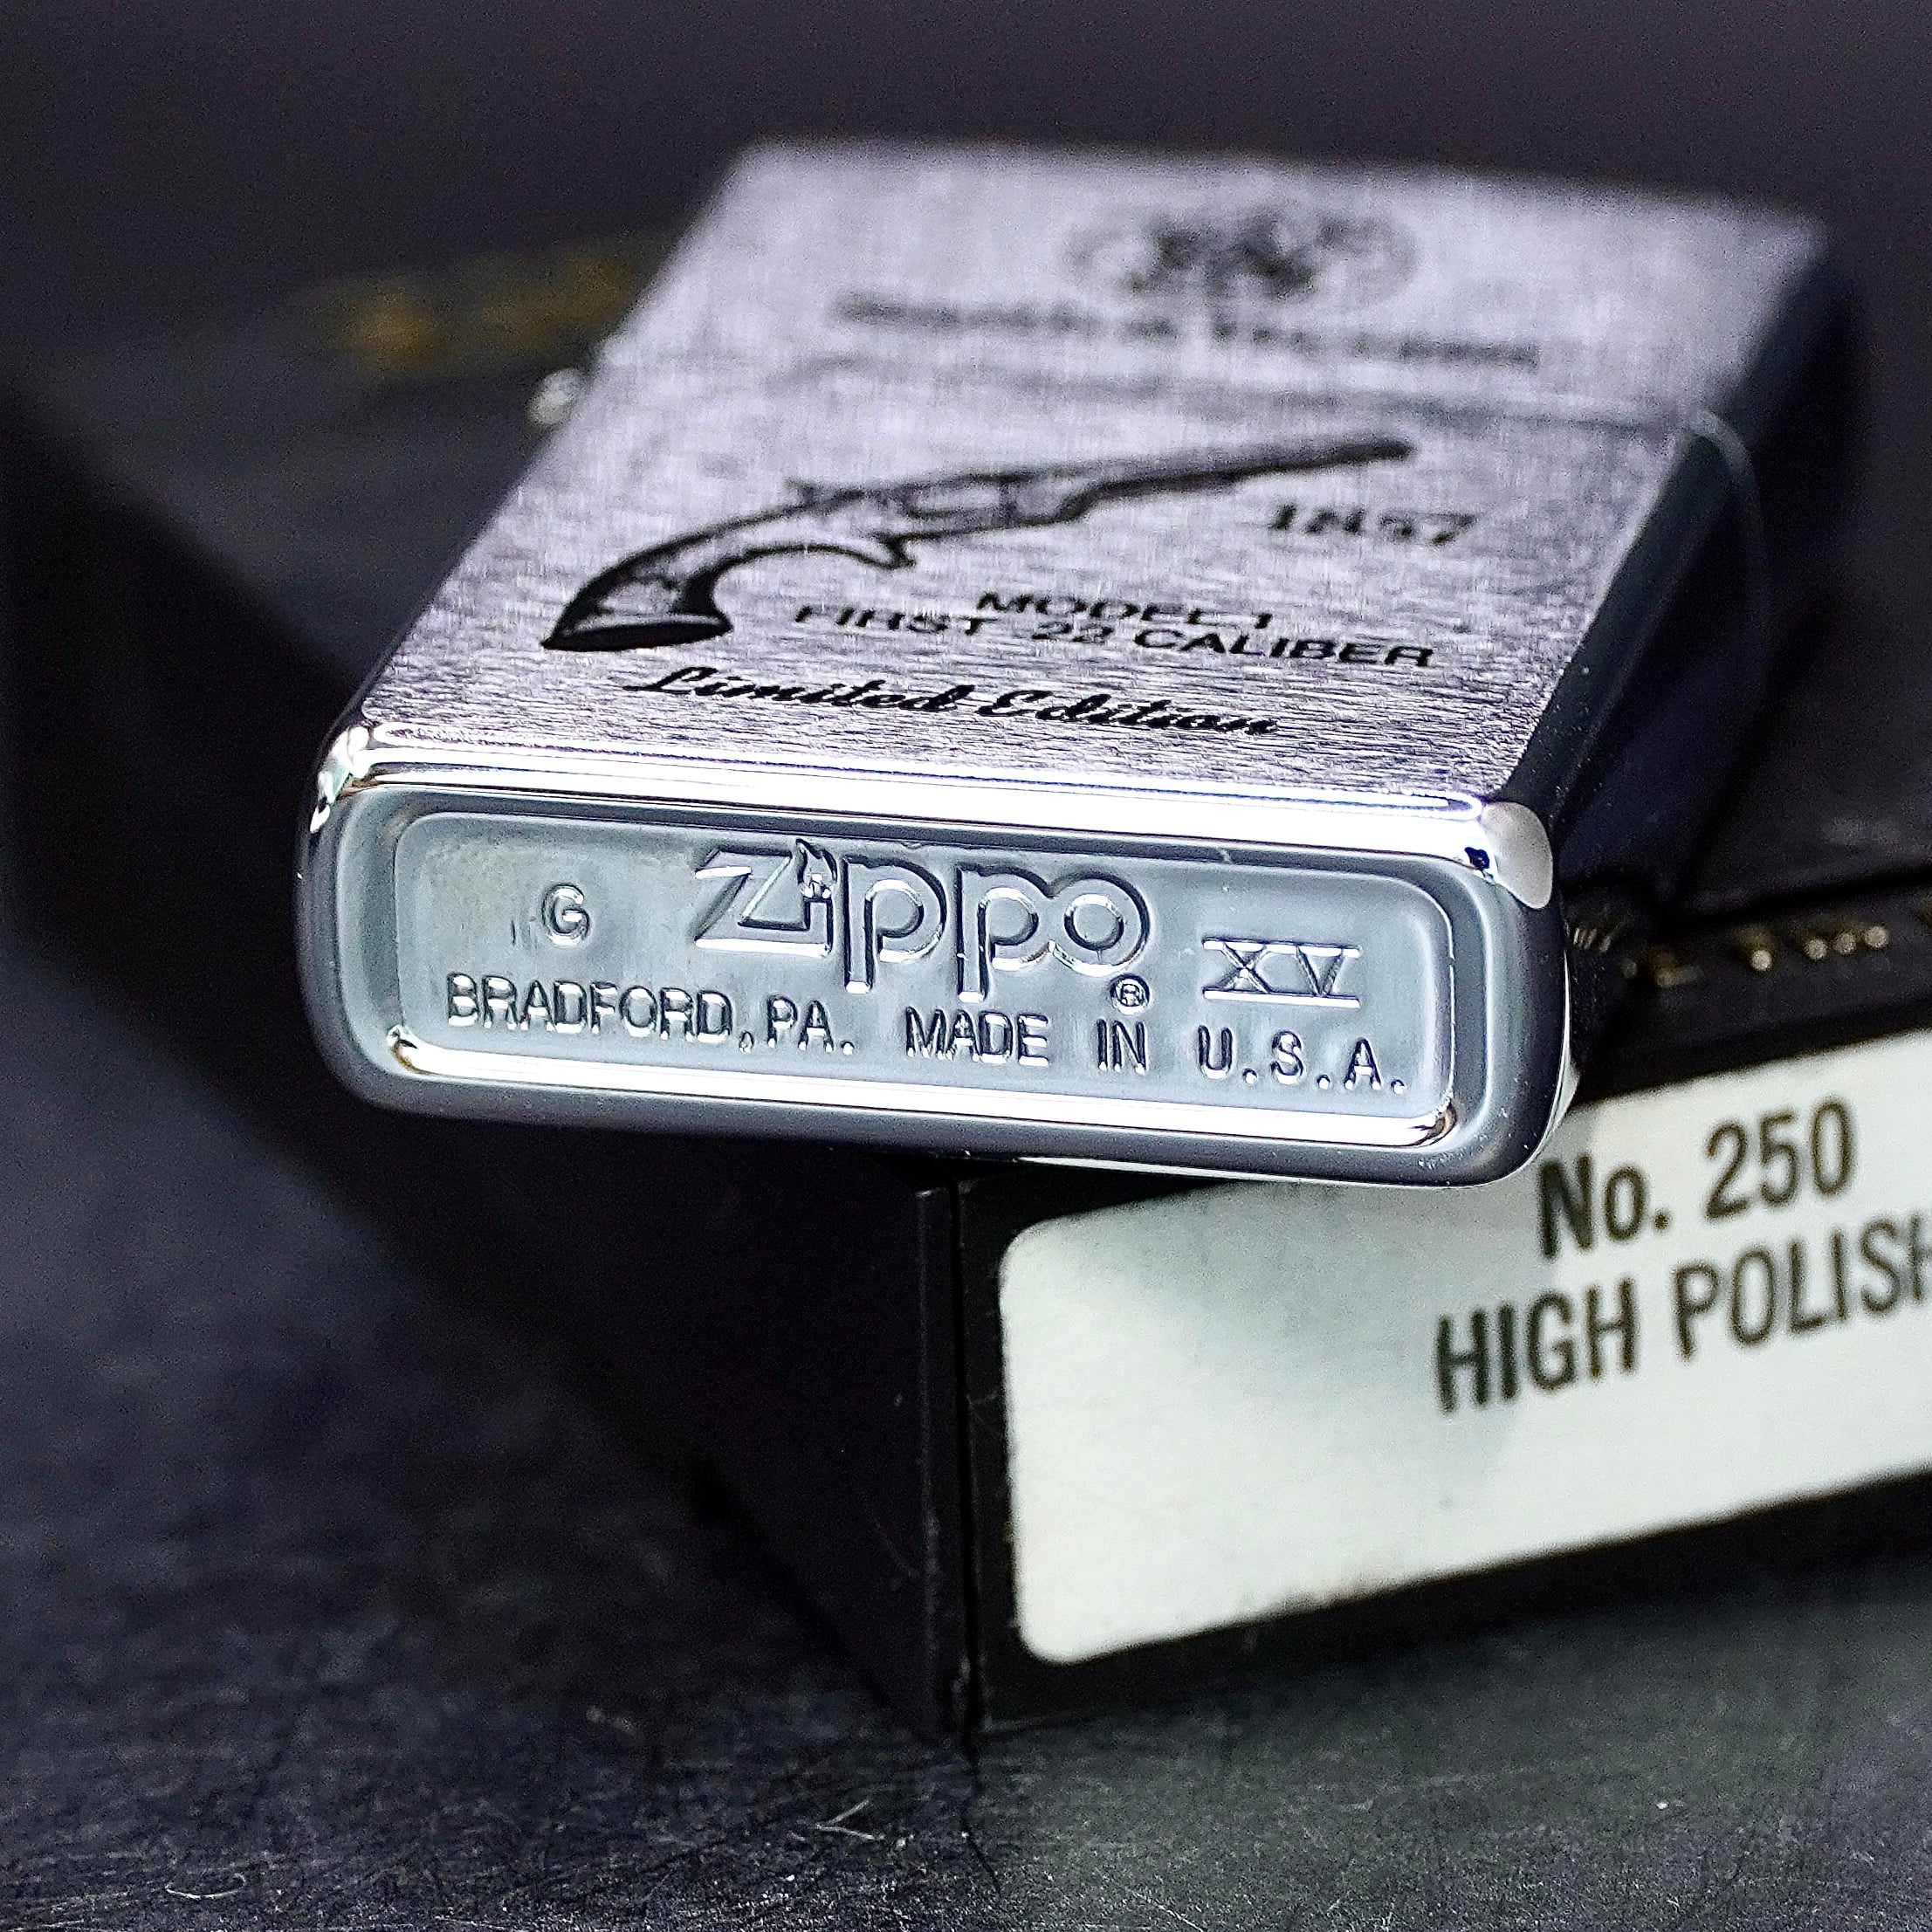 1857
MODEL 1
FIRST .22 CALIBER
Limited Edition
G Zippo® XV
BRADFORD, PA. MADE IN U.S.A.
No. 250
HIGH POLISH